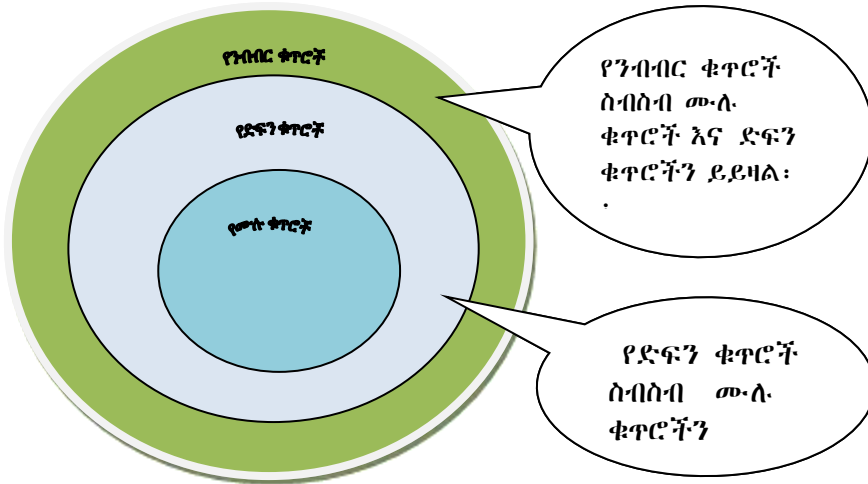 የንብብር ቁጥሮች
የድፍን ቁጥሮች
የሙሉ ቁጥሮች
የንብብር ቁጥሮች
ስብስብ ሙሉ
ቁጥሮች እና ድፍን
ቁጥሮችን ይይዛል፡
.
የድፍን ቁጥሮች
ስብስብ ሙሉ
ቁጥሮችን